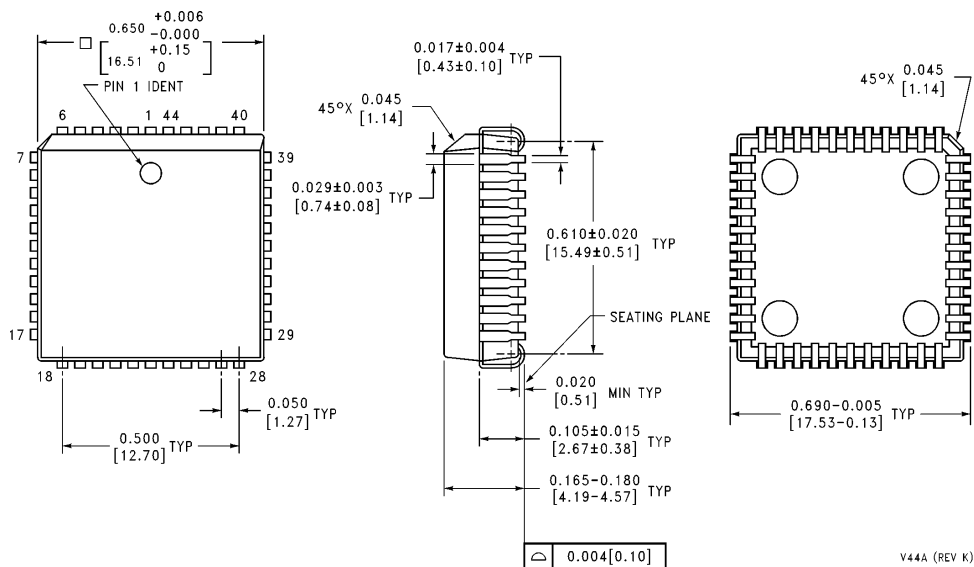 0.650 +0.006 -0.000
[16.51 +0.15 0]
PIN 1 IDENT
6 1 44 40
7 39
17 29
18 28
0.050 [1.27] TYP
0.500 [12.70] TYP
0.017±0.004 [0.43±0.10] TYP
45°X 0.045 [1.14]
0.029±0.003 [0.74±0.08] TYP
0.610±0.020 [15.49±0.51] TYP
SEATING PLANE
0.020 [0.51] MIN TYP
0.105±0.015 [2.67±0.38] TYP
0.165-0.180 [4.19-4.57] TYP
0.004[0.10]
45°X 0.045 [1.14]
0.690-0.005 [17.53-0.13] TYP
V44A (REV K)